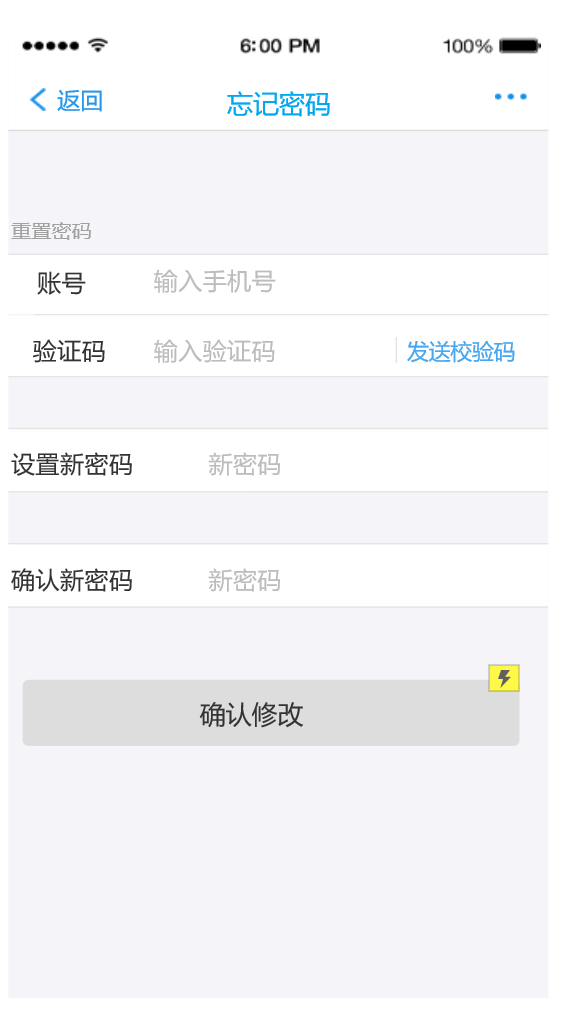 6:00 PM 100%
返回 忘记密码
重置密码
账号 输入手机号
验证码 输入验证码 发送校验码
设置新密码 新密码
确认新密码 新密码
确认修改